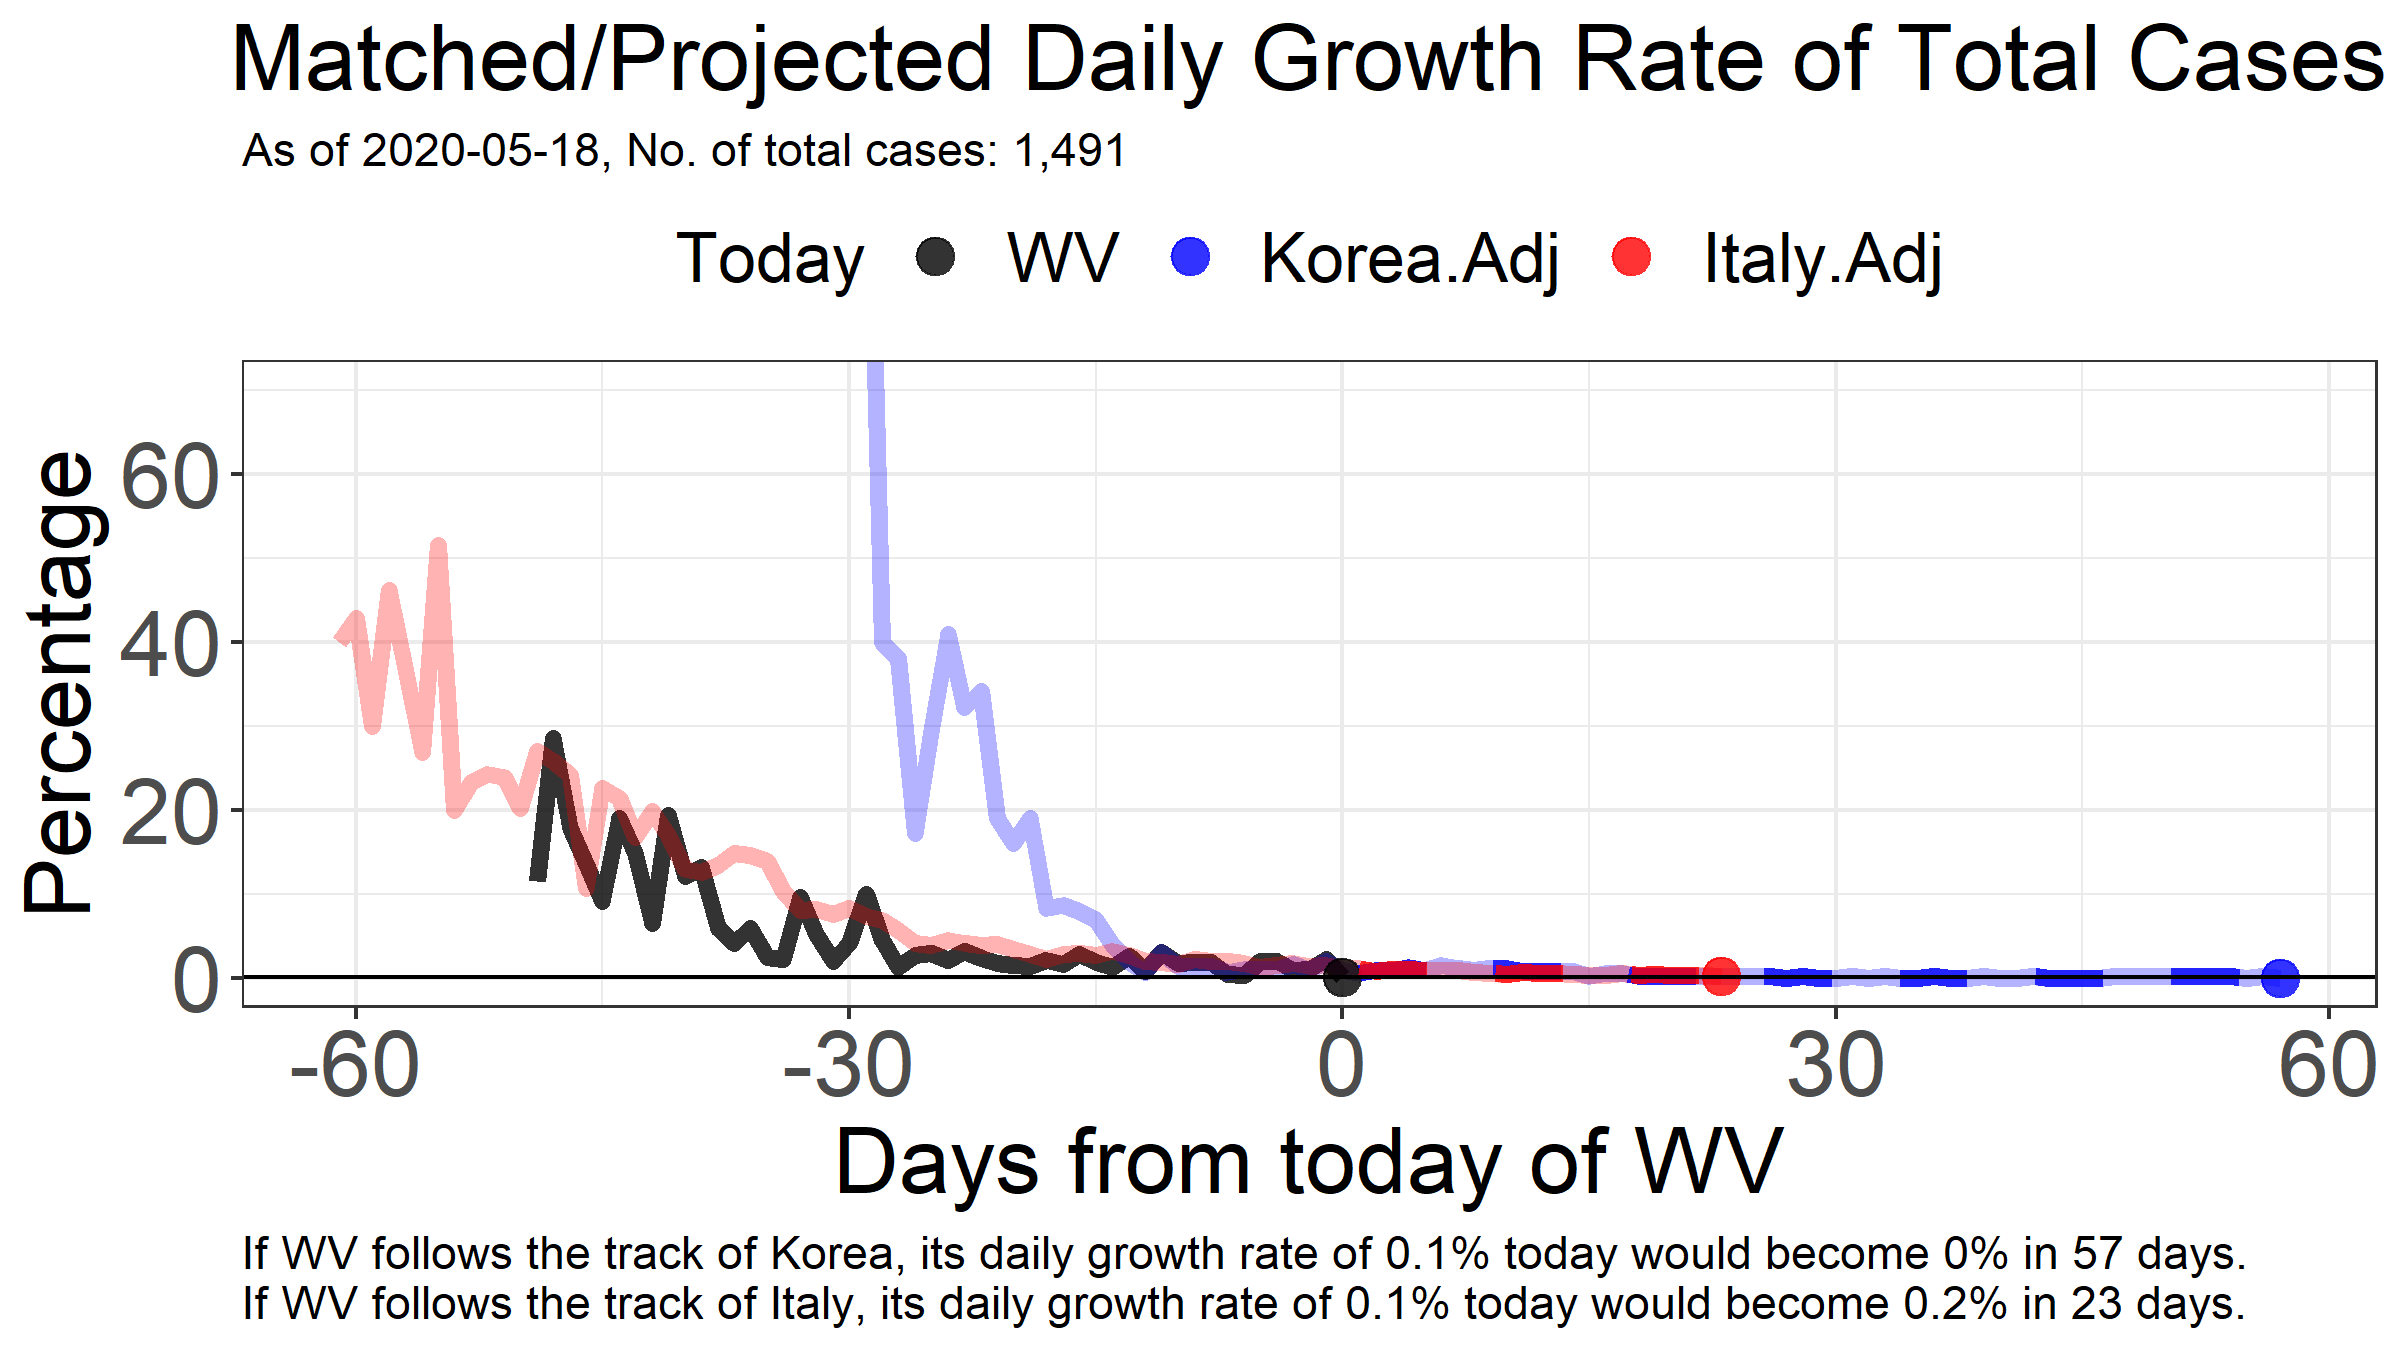 Matched/Projected Daily Growth Rate of Total Cases
As of 2020-05-18, No. of total cases: 1,491
Today WV Korea.Adj Italy.Adj
Percentage
60
40
20
0
-60 -30 0 30 60
Days from today of WV
If WV follows the track of Korea, its daily growth rate of 0.1% today would become 0% in 57 days.
If WV follows the track of Italy, its daily growth rate of 0.1% today would become 0.2% in 23 days.